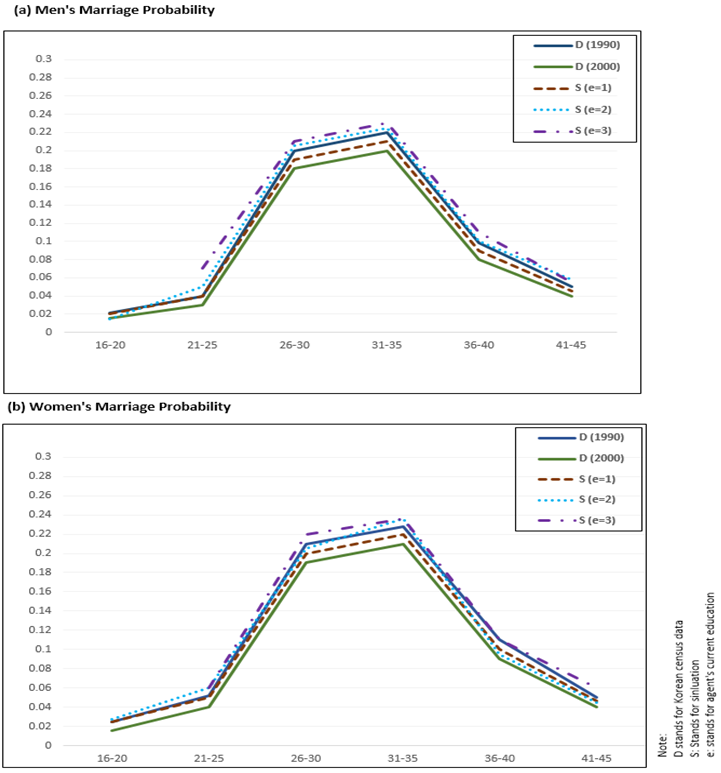 (a) Men's Marriage Probability
D (1990)
D (2000)
S (e=1)
S (e=2)
S (e=3)
0.3
0.28
0.26
0.24
0.22
0.2
0.18
0.16
0.14
0.12
0.1
0.08
0.06
0.04
0.02
0
16-20 21-25 26-30 31-35 36-40 41-45
(b) Women's Marriage Probability
D (1990)
D (2000)
S (e=1)
S (e=2)
S (e=3)
0.3
0.28
0.26
0.24
0.22
0.2
0.18
0.16
0.14
0.12
0.1
0.08
0.06
0.04
0.02
0
16-20 21-25 26-30 31-35 36-40 41-45
Note:
D stands for Korean census data
S: Stands for sinluation
e: stands for agent's current education